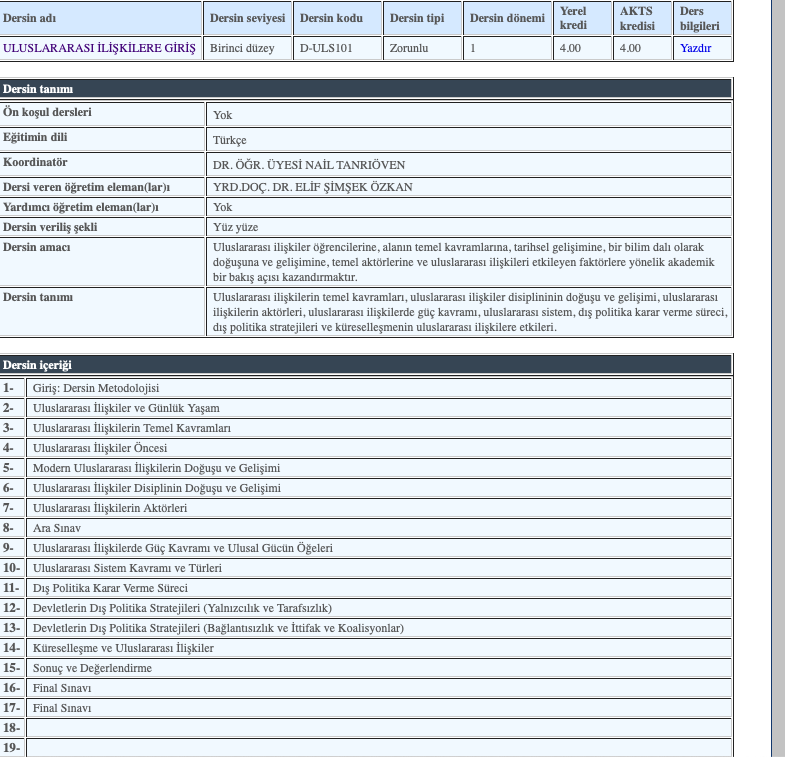 Dersin adı Dersin seviyesi Dersin kodu Dersin tipi Dersin dönemi Yerel kredi AKTS kredisi Ders bilgileri
ULUSLARARASI İLİŞKİLERE GİRİŞ Birinci düzey D-ULS101 Zorunlu 1 4.00 4.00 Yazdır
Dersin tanımı
Ön koşul dersleri Yok
Eğitimin dili Türkçe
Koordinatör DR. ÖĞR. ÜYESİ NAİL TANRIÖVEN
Dersi veren öğretim eleman(lar)ı YRD.DOÇ. DR. ELİF ŞİMŞEK ÖZKAN
Yardımcı öğretim eleman(lar)ı Yok
Dersin veriliş şekli Yüz yüze
Dersin amacı Uluslararası ilişkiler öğrencilerine, alanın temel kavramlarına, tarihsel gelişimine, bir bilim dalı olarak
doğuşuna ve gelişimine, temel aktörlerine ve uluslararası ilişkileri etkileyen faktörlere yönelik akademik
bir bakış açısı kazandırmaktır.
Dersin tanımı Uluslararası ilişkilerin temel kavramları, uluslararası ilişkiler disiplininin doğuşu ve gelişimi, uluslararası
ilişkilerin aktörleri, uluslararası ilişkilerde güç kavramı, uluslararası sistem, dış politika karar verme süreci,
dış politika stratejileri ve küreselleşmenin uluslararası ilişkilere etkileri.
Dersin içeriği
1- Giriş: Dersin Metodolojisi
2- Uluslararası İlişkiler ve Günlük Yaşam
3- Uluslararası İlişkilerin Temel Kavramları
4- Uluslararası İlişkiler Öncesi
5- Modern Uluslararası İlişkilerin Doğuşu ve Gelişimi
6- Uluslararası İlişkiler Disiplinin Doğuşu ve Gelişimi
7- Uluslararası İlişkilerin Aktörleri
8- Ara Sınav
9- Uluslararası İlişkilerde Güç Kavramı ve Ulusal Gücün Öğeleri
10- Uluslararası Sistem Kavramı ve Türleri
11- Dış Politika Karar Verme Süreci
12- Devletlerin Dış Politika Stratejileri (Yalnızcılık ve Tarafsızlık)
13- Devletlerin Dış Politika Stratejileri (Bağlantısızlık ve İttifak ve Koalisyonlar)
14- Küreselleşme ve Uluslararası İlişkiler
15- Sonuç ve Değerlendirme
16- Final Sınavı
17- Final Sınavı
18-
19-